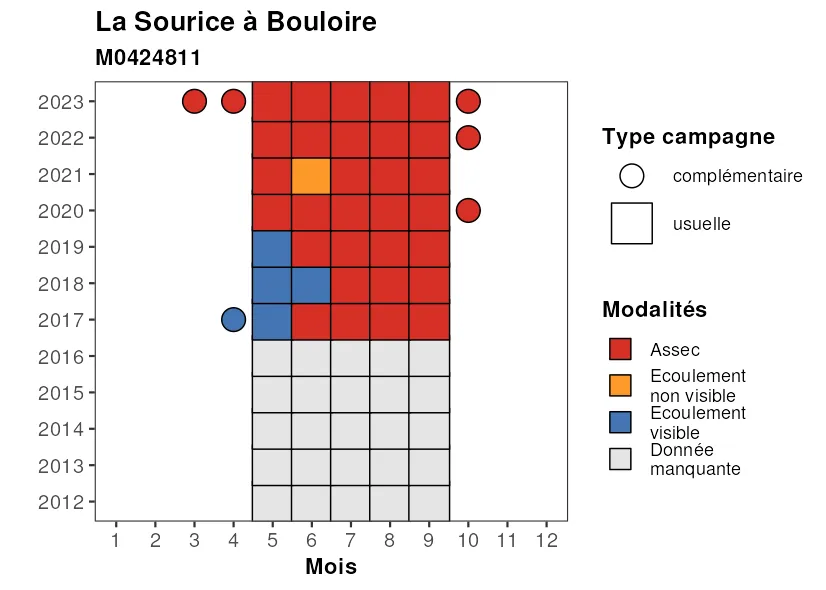 La Sourice à Bouloire
M0424811
2023
2022
2021
2020
2019
2018
2017
2016
2015
2014
2013
2012
1 2 3 4 5 6 7 8 9 10 11 12
Mois
Type campagne
complémentaire
usuelle
Modalités
Assec
Ecoulement
non visible
Ecoulement
visible
Donnée
manquante